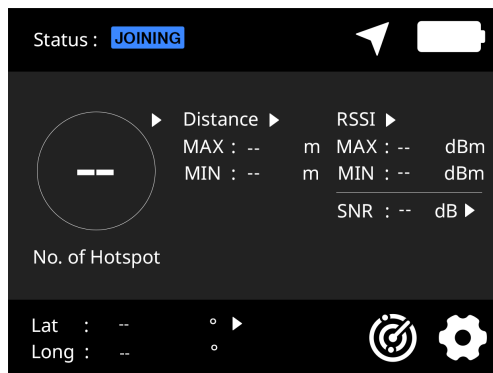 Status : JOINING
Distance RSSI
MAX : -- m MAX : -- dBm
MIN : -- m MIN : -- dBm
--
SNR : -- dB
No. of Hotspot
Lat : -- °
Long : -- °